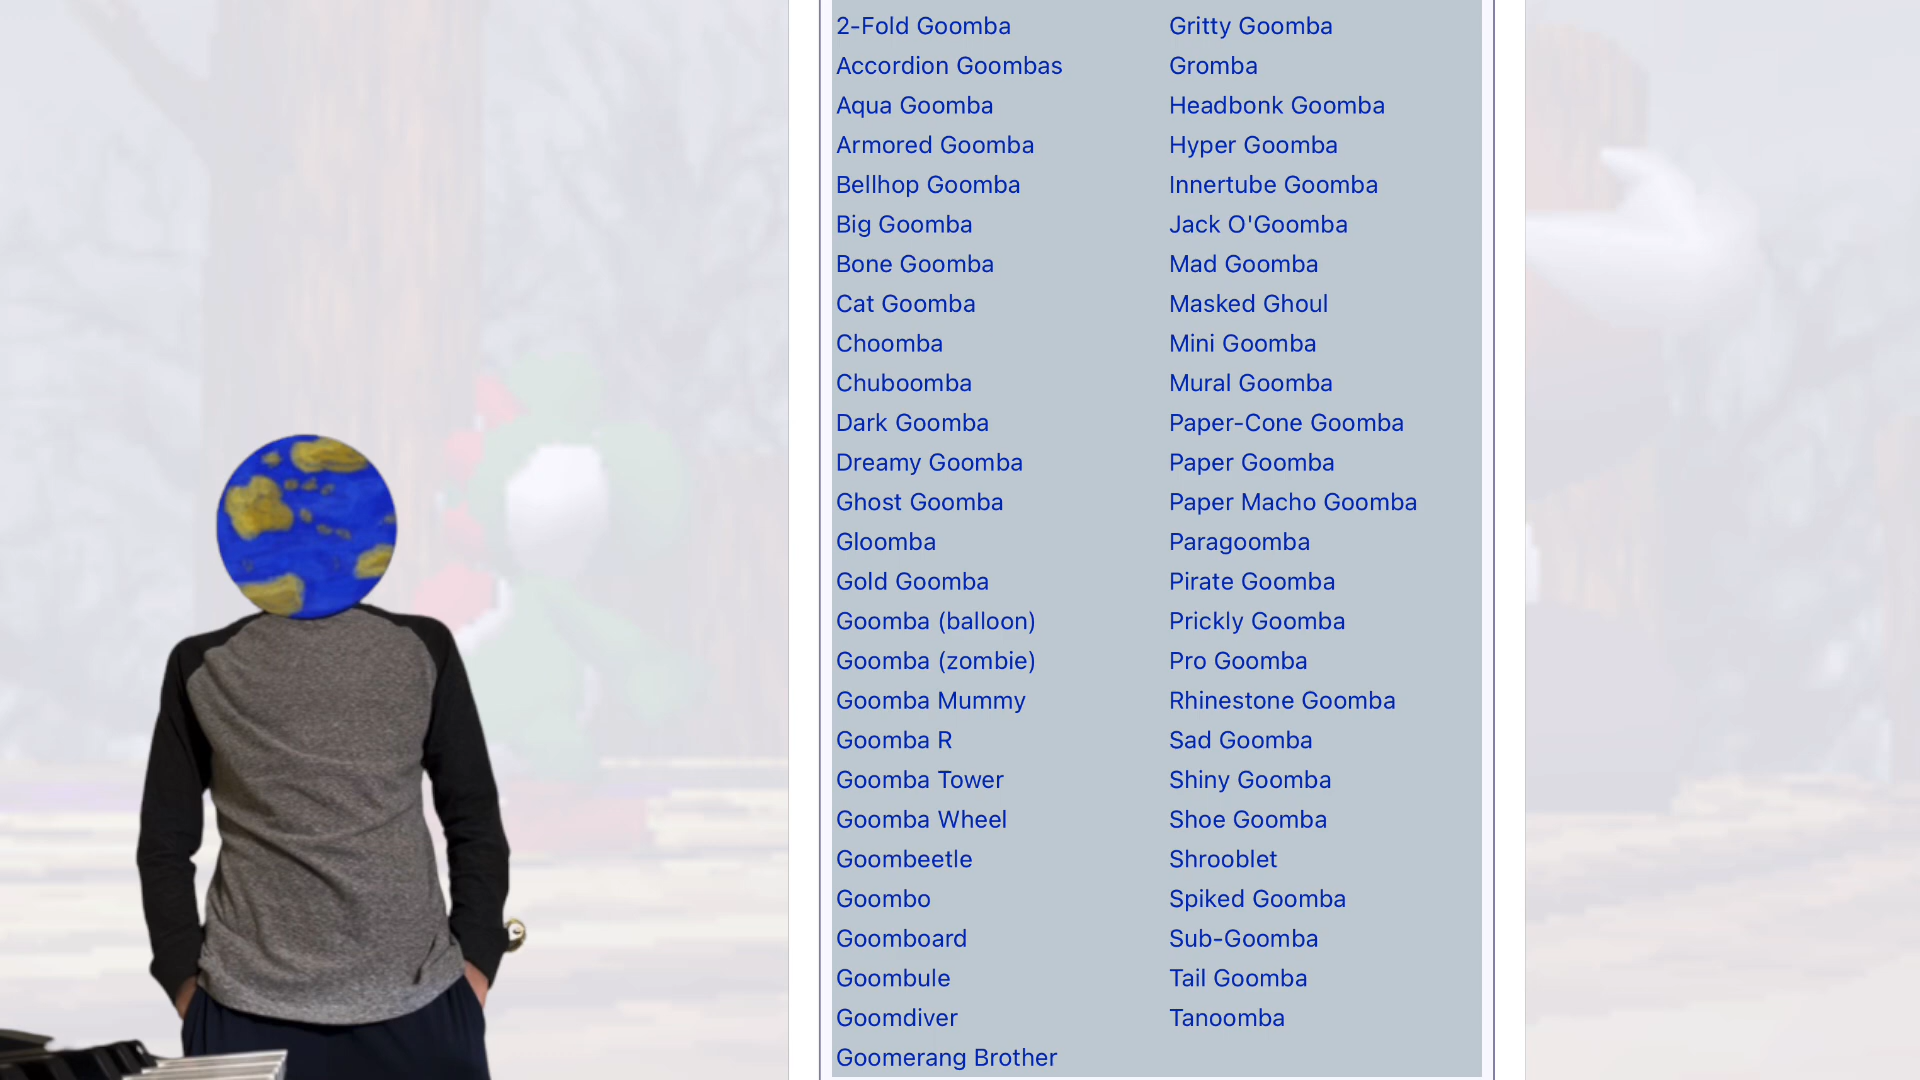 2-Fold Goomba
Accordion Goombas
Aqua Goomba
Armored Goomba
Bellhop Goomba
Big Goomba
Bone Goomba
Cat Goomba
Choomba
Chuboomba
Dark Goomba
Dreamy Goomba
Ghost Goomba
Gloomba
Gold Goomba
Goomba (balloon)
Goomba (zombie)
Goomba Mummy
Goomba R
Goomba Tower
Goomba Wheel
Goombeetle
Goombo
Goomboard
Goombule
Goomdiver
Goomerang Brother
Gritty Goomba
Gromba
Headbonk Goomba
Hyper Goomba
Innertube Goomba
Jack O'Goomba
Mad Goomba
Masked Ghoul
Mini Goomba
Mural Goomba
Paper-Cone Goomba
Paper Goomba
Paper Macho Goomba
Paragoomba
Pirate Goomba
Prickly Goomba
Pro Goomba
Rhinestone Goomba
Sad Goomba
Shiny Goomba
Shoe Goomba
Shrooblet
Spiked Goomba
Sub-Goomba
Tail Goomba
Tanoomba